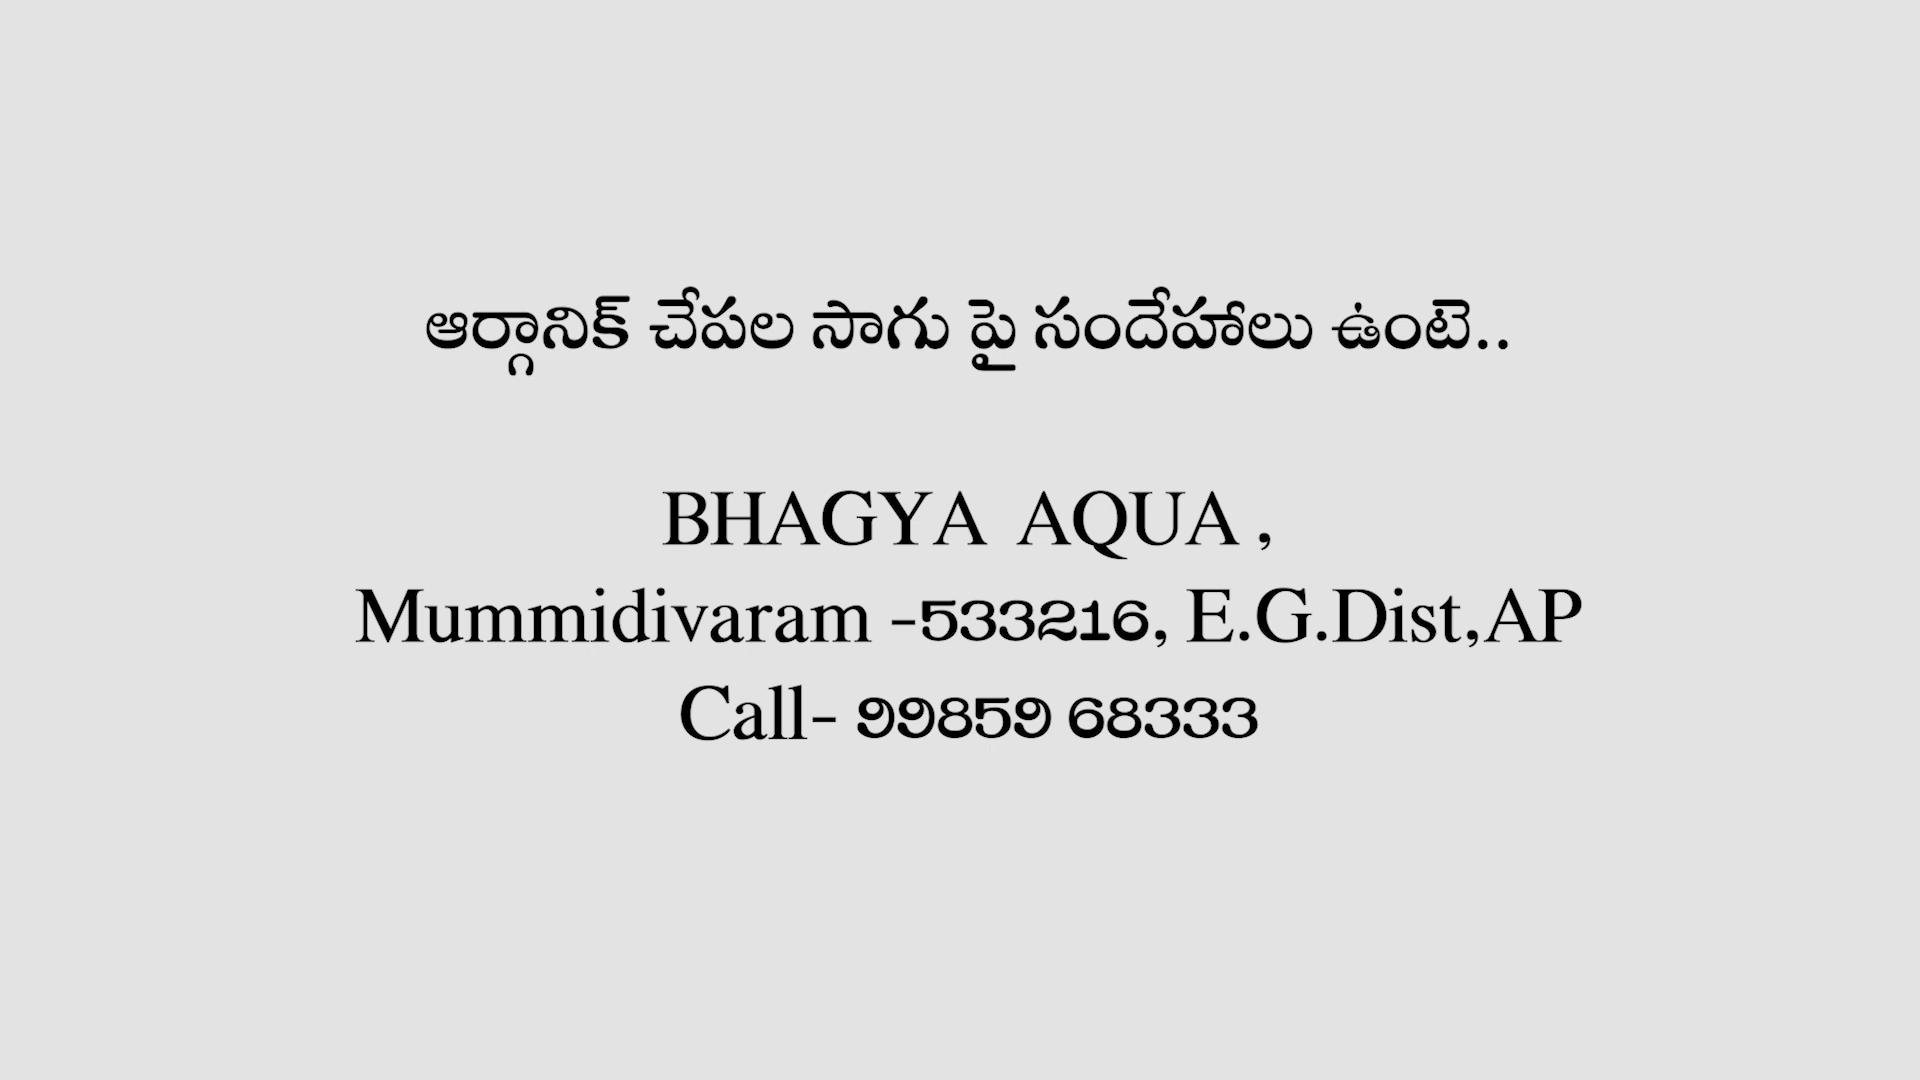 ఆర్గానిక్ చేపల సాగు పై సందేహాలు ఉంటె..
BHAGYA AQUA ,
Mummidivaram -533216, E.G.Dist,AP
Call- 99859 68333